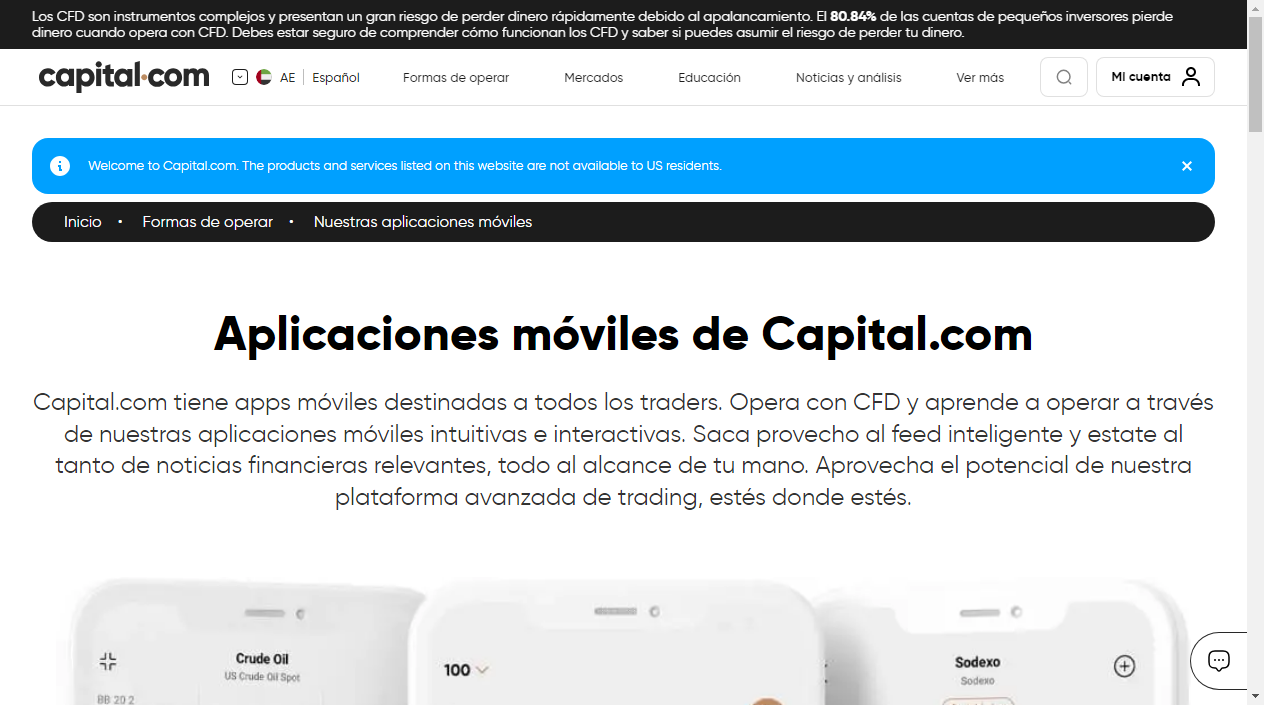 Los CFD son instrumentos complejos y presentan un gran riesgo de perder dinero rápidamente debido al apalancamiento. El 80.84% de las cuentas de pequeños inversores pierde
dinero cuando opera con CFD. Debes estar seguro de comprender cómo funcionan los CFD y saber si puedes asumir el riesgo de perder tu dinero.
capital.com AE Español Formas de operar Mercados Educación Noticias y análisis Ver más Mi cuenta
Welcome to Capital.com. The products and services listed on this website are not available to US residents.
Inicio • Formas de operar • Nuestras aplicaciones móviles
Aplicaciones móviles de Capital.com
Capital.com tiene apps móviles destinadas a todos los traders. Opera con CFD y aprende a operar a través
de nuestras aplicaciones móviles intuitivas e interactivas. Saca provecho al feed inteligente y estate al
tanto de noticias financieras relevantes, todo al alcance de tu mano. Aprovecha el potencial de nuestra
plataforma avanzada de trading, estés donde estés.
Crude Oil
US Crude Oil Spot
BB 20 2
100
Sodexo
Sodexo